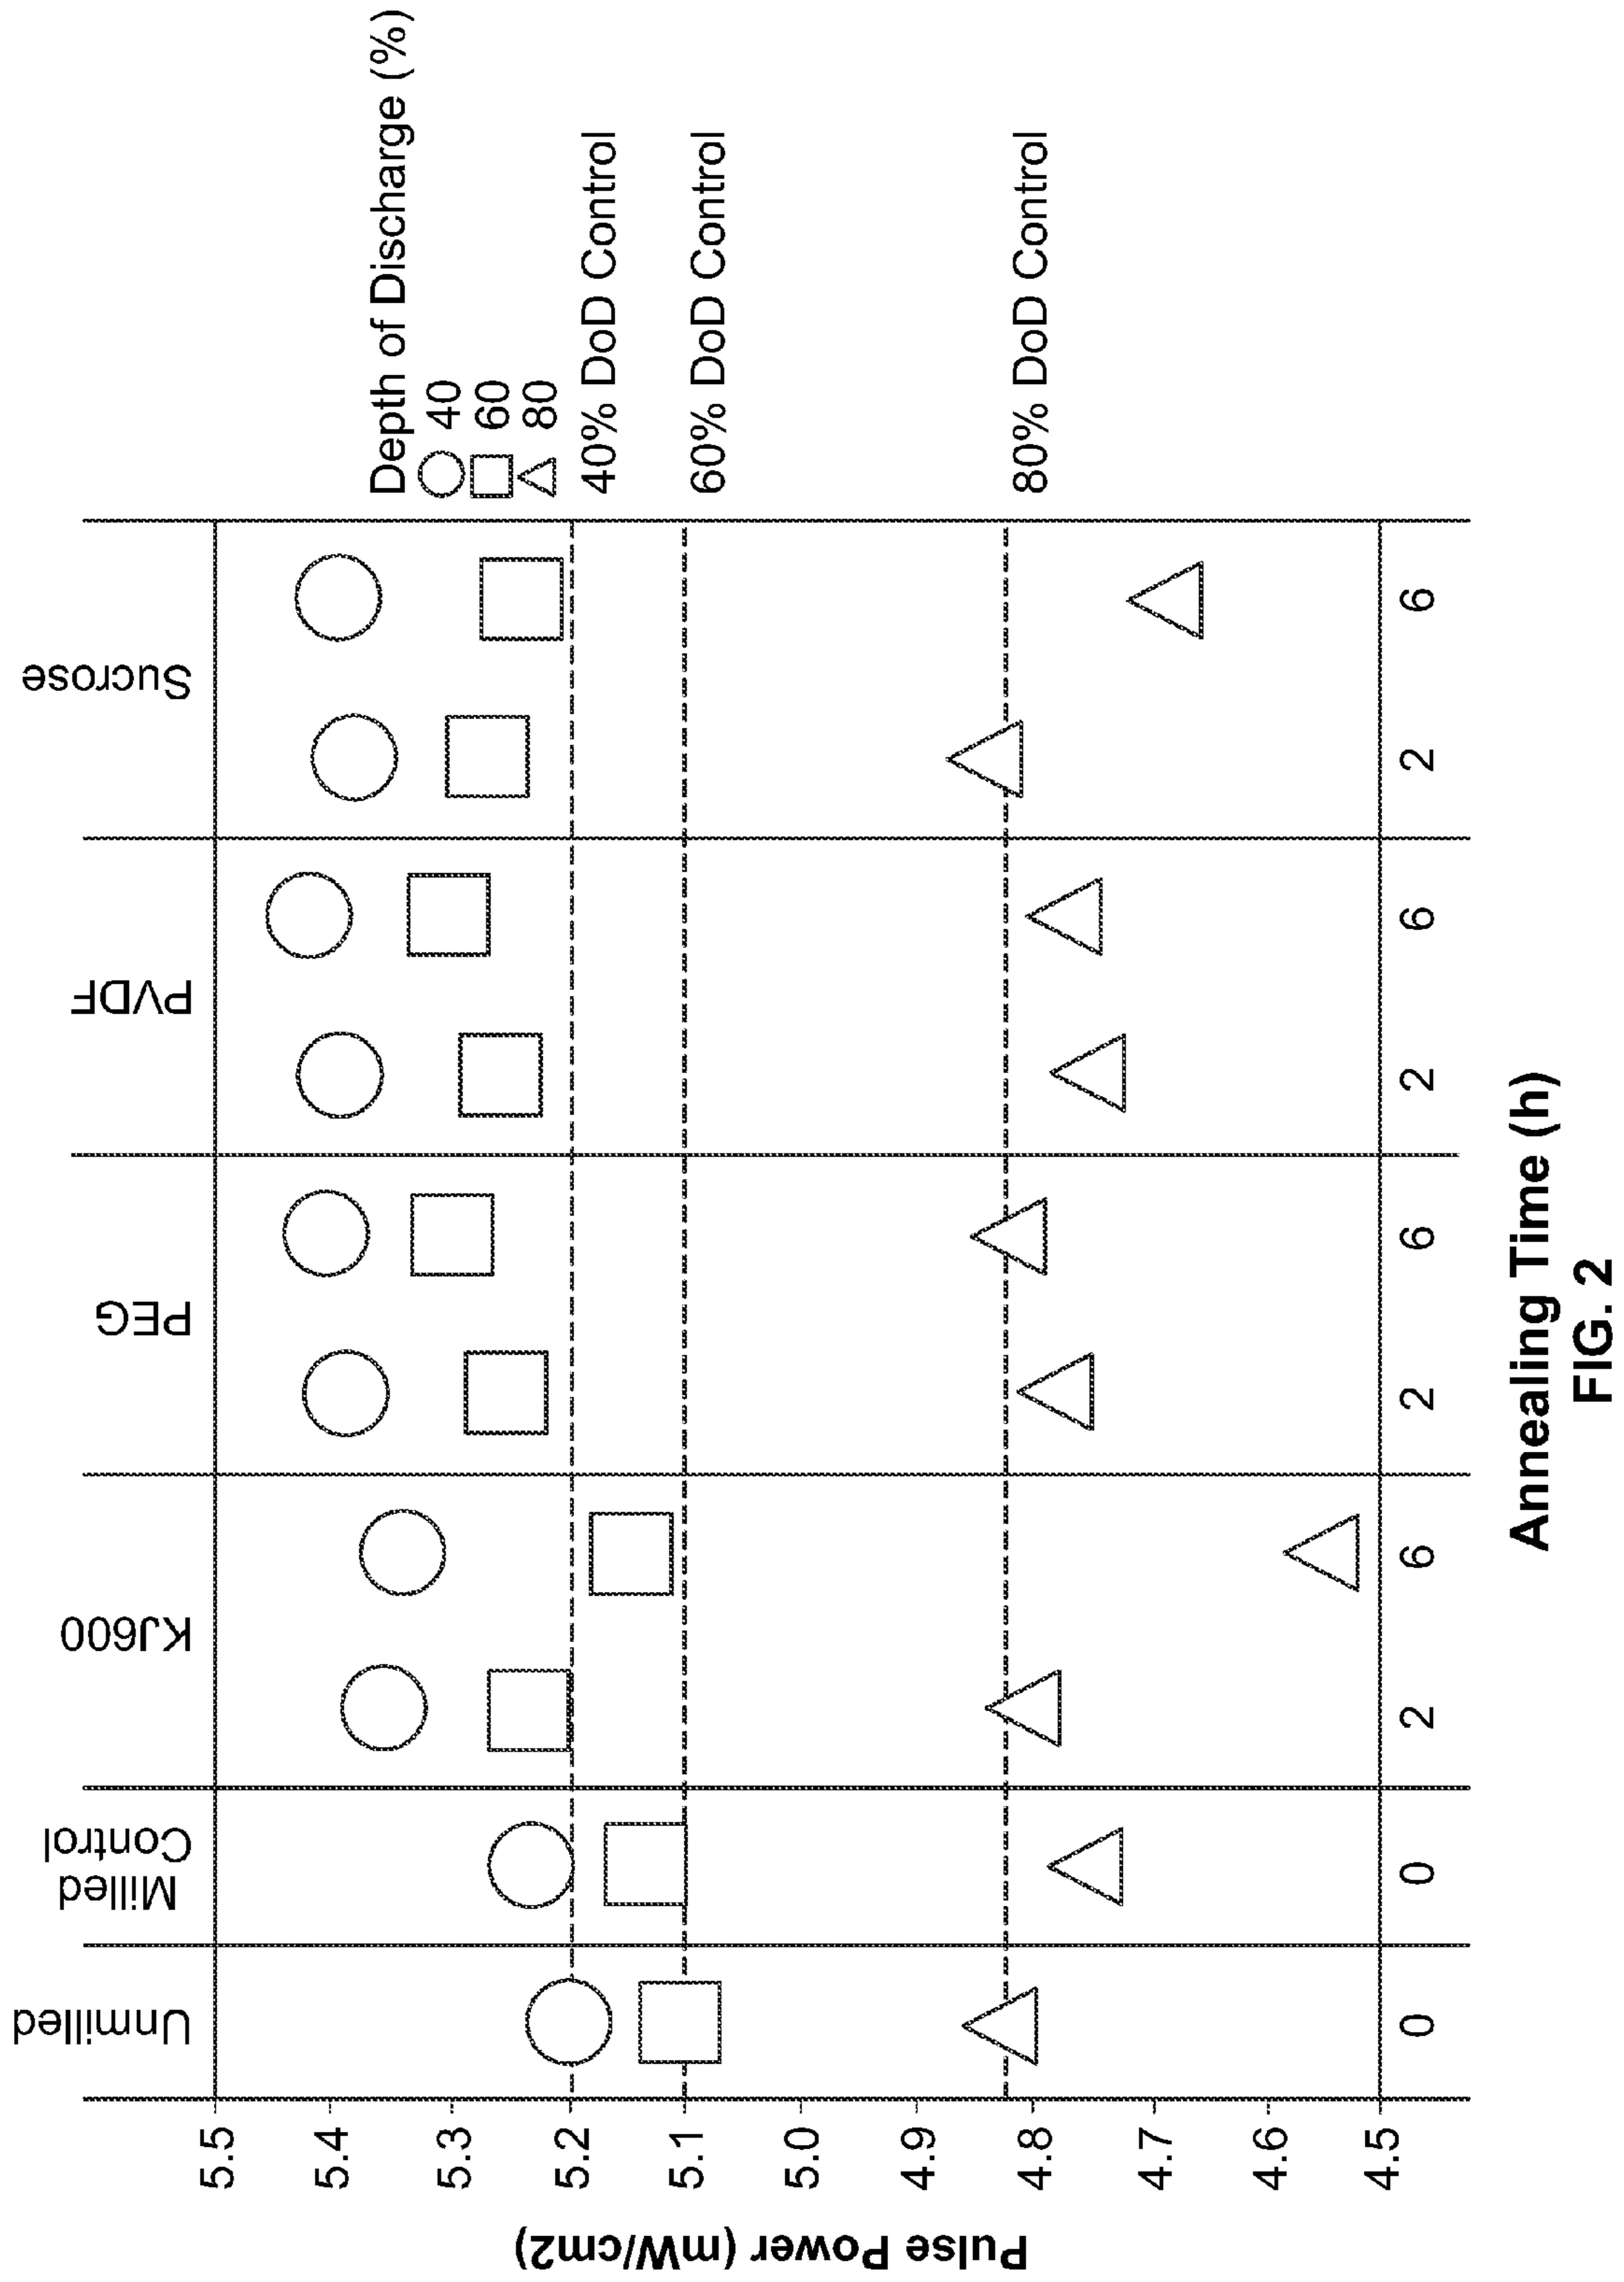 Unmilled
Milled
Control
KJ600
PEG
PVDF
Sucrose
Pulse Power (mW/cm2)
5.5
5.4
5.3
5.2
5.1
5.0
4.9
4.8
4.7
4.6
4.5
Depth of Discharge (%)
40
60
80
40% DoD Control
60% DoD Control
80% DoD Control
0 0 2 6 2 6 2 6 2 6
Annealing Time (h)
FIG. 2